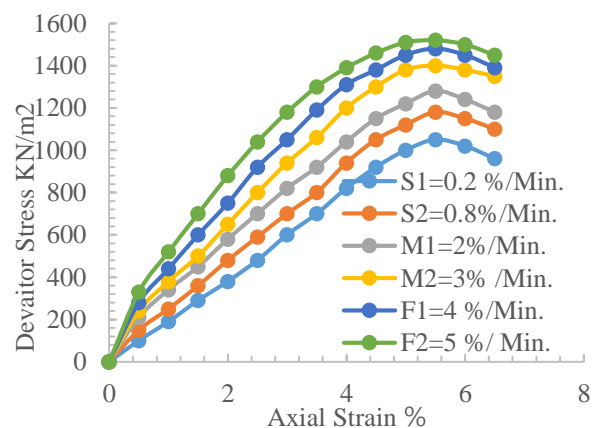 Devaitor Stress KN/m2
1600
1400
1200
1000
800
600
400
200
0
0 2 4 6 8
Axial Strain %
S1=0.2 %/Min.
S2=0.8%/Min.
M1=2%/Min.
M2=3% /Min.
F1=4 %/Min.
F2=5 %/ Min.